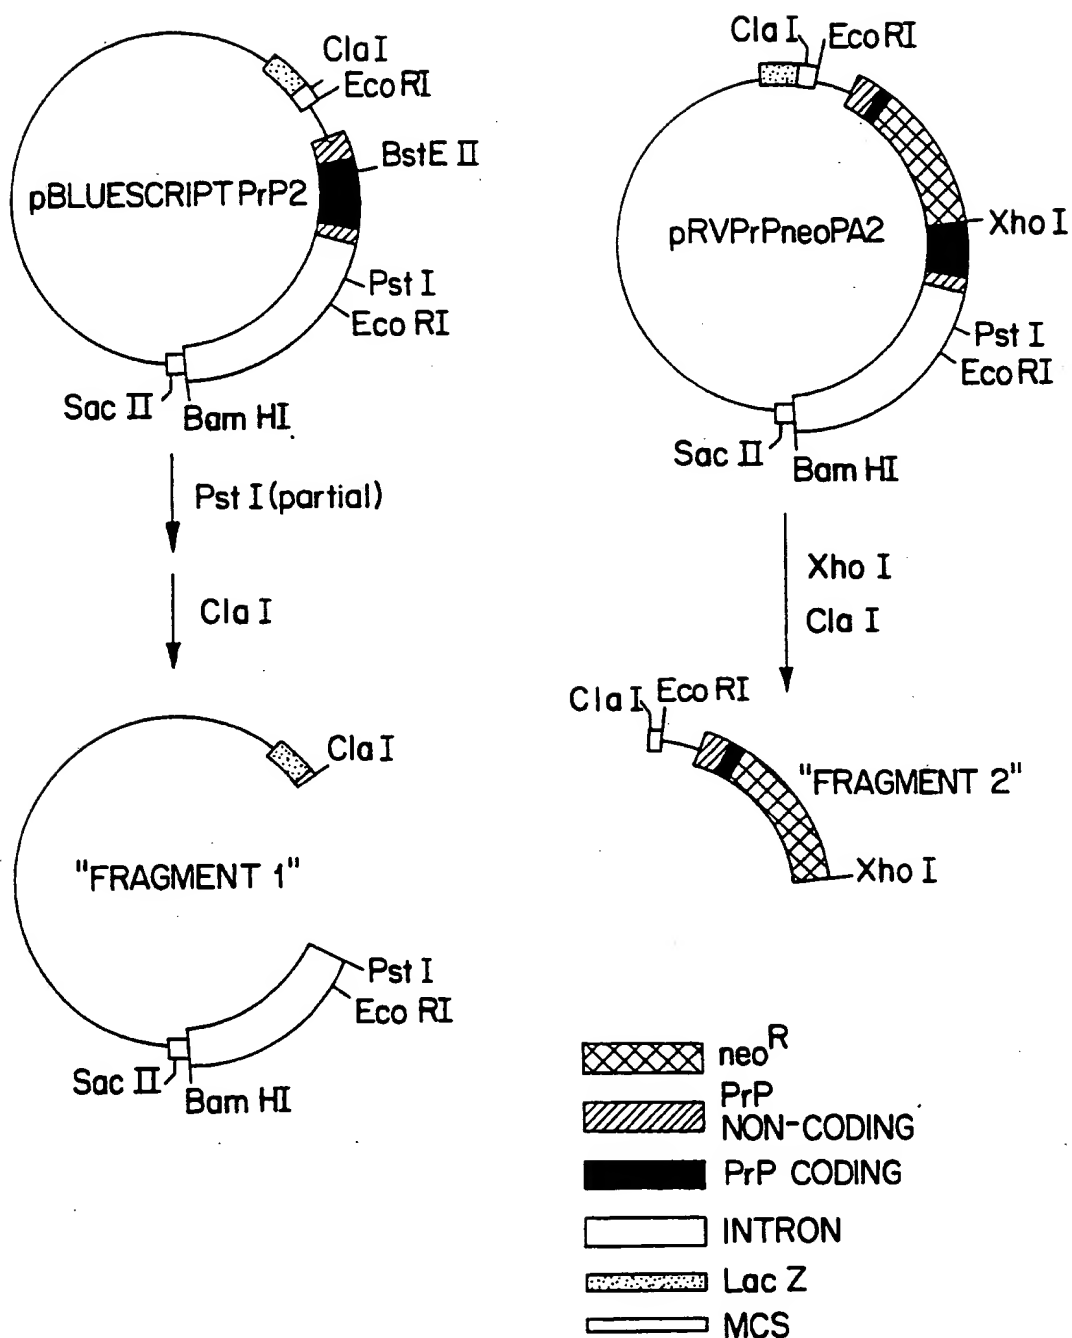 Cla I
Eco RI
BstE II
pBLUESCRIPT PrP2
Pst I
Eco RI
Sac II
Bam HI
Cla I
Eco RI
pRVPrPneoPA2
Xho I
Pst I
Eco RI
Sac II
Bam HI
Pst I (partial)
Cla I
Xho I
Cla I
Cla I
"FRAGMENT 1"
Pst I
Eco RI
Sac II
Bam HI
Cla I
Eco RI
"FRAGMENT 2"
Xho I
neo^R
PrP
NON-CODING
PrP CODING
INTRON
Lac Z
MCS